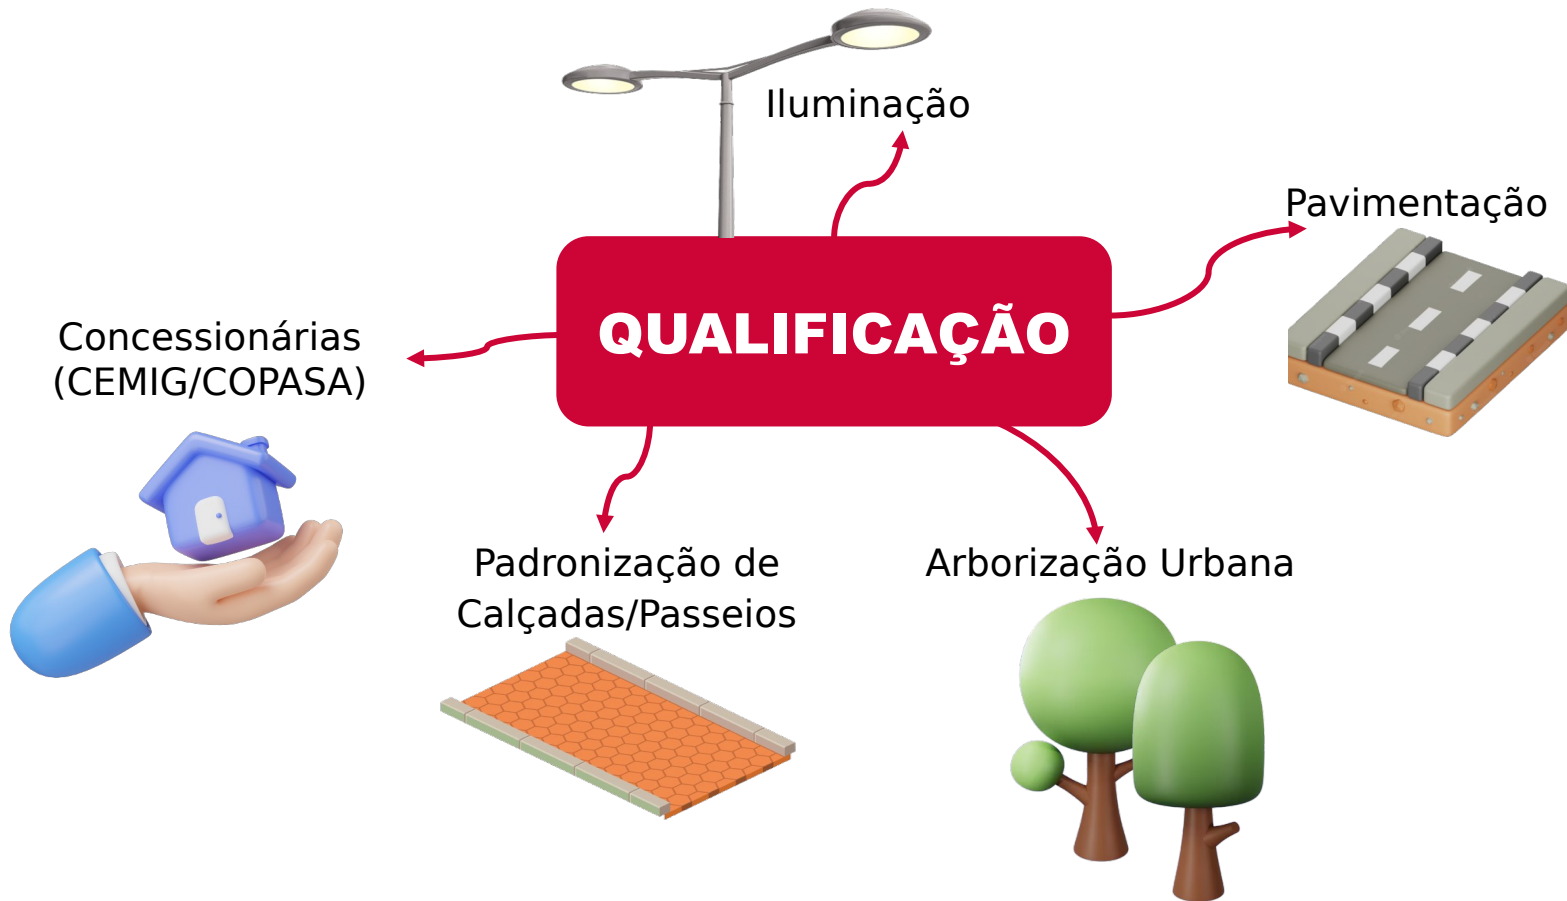 Iluminação
Pavimentação
QUALIFICAÇÃO
Concessionárias
(CEMIG/COPASA)
Padronização de
Calçadas/Passeios
Arborização Urbana